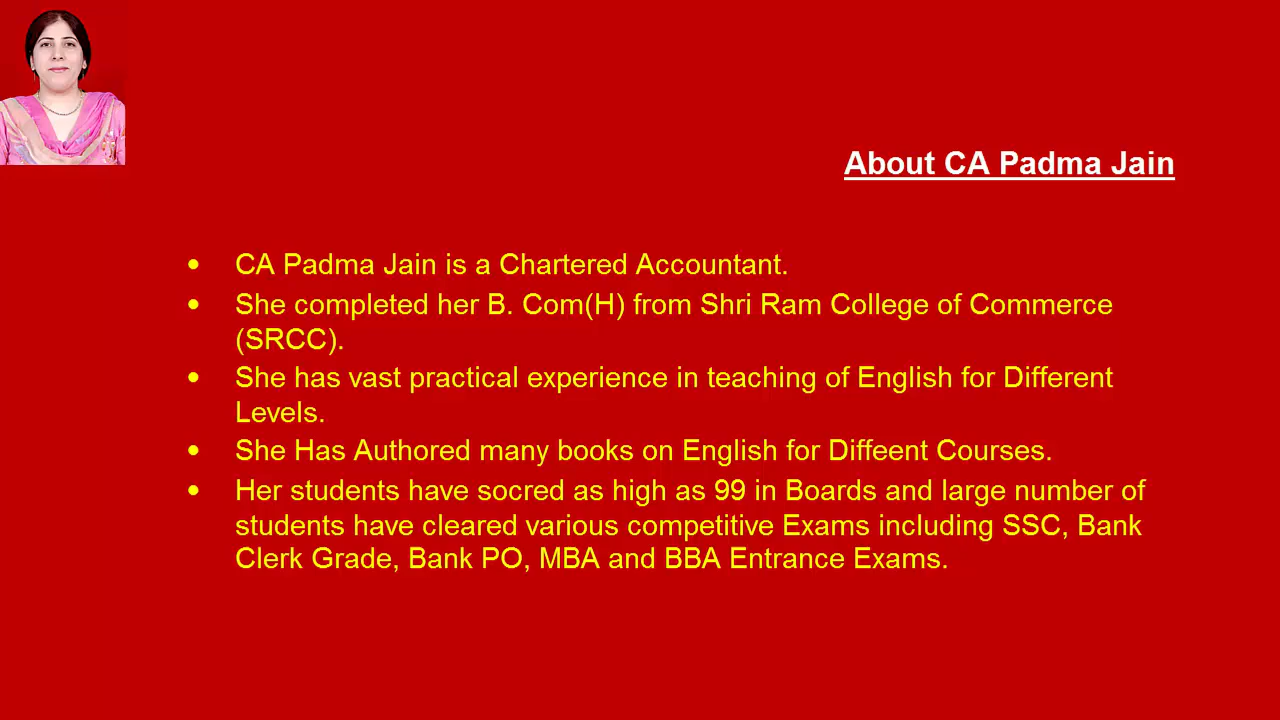 About CA Padma Jain
• CA Padma Jain is a Chartered Accountant.
• She completed her B. Com(H) from Shri Ram College of Commerce
(SRCC).
• She has vast practical experience in teaching of English for Different
Levels.
• She Has Authored many books on English for Diffeent Courses.
• Her students have socred as high as 99 in Boards and large number of
students have cleared various competitive Exams including SSC, Bank
Clerk Grade, Bank PO, MBA and BBA Entrance Exams.